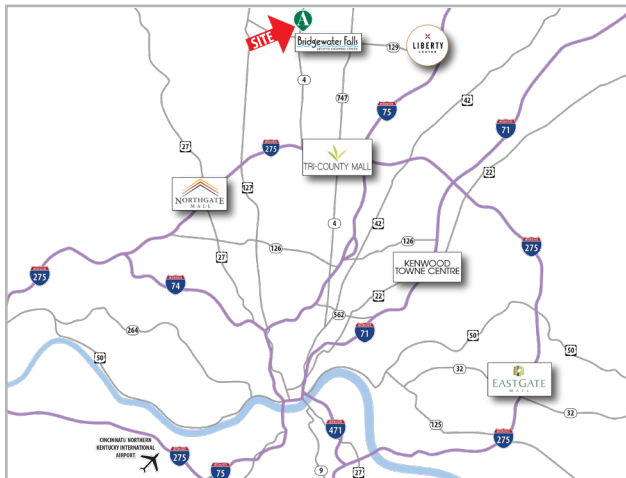 A
SITE
Bridgewater Falls
129
LIBERTY
CENTER
4
747
75
42
71
27
275
TRI-COUNTY MALL
22
127
NORTHGATE
MALL
4
42
27
126
126
275
KENWOOD
TOWNE CENTRE
275
74
22
562
264
71
50
50
50
32
EASTGATE
MALL
32
125
471
275
CINCINNATI/ NORTHERN
KENTUCKY INTERNATIONAL
AIRPORT
275
75
9
27